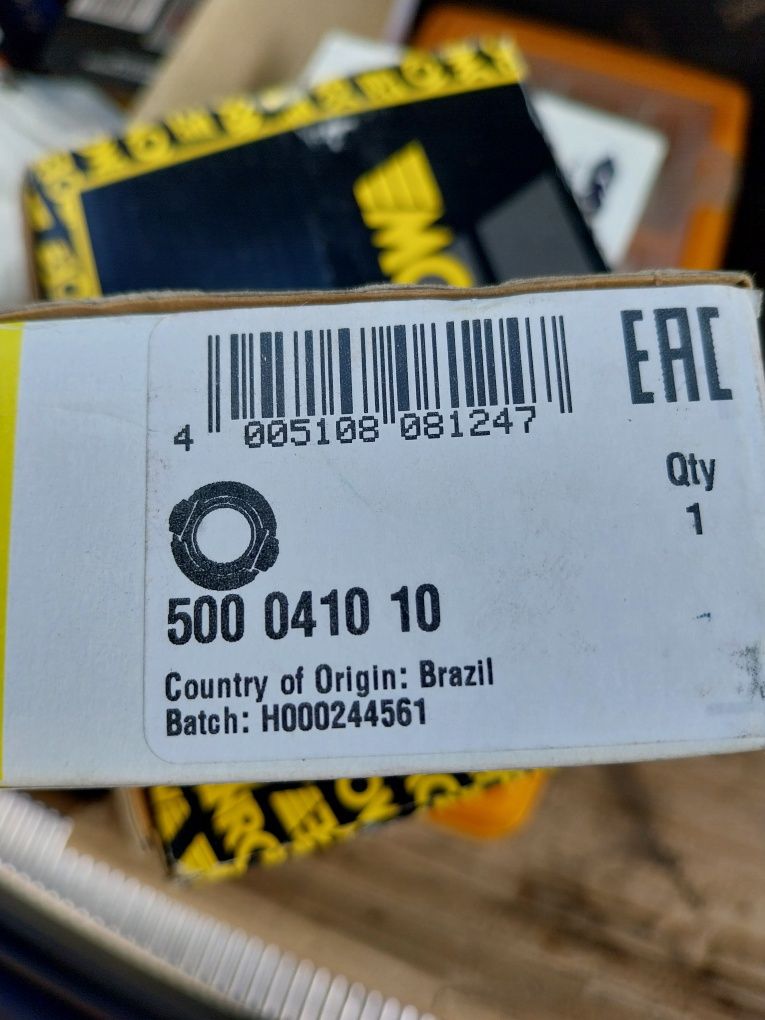 EAC
4 005108 081247
Qty
1
500 0410 10
Country of Origin: Brazil
Batch: H000244561